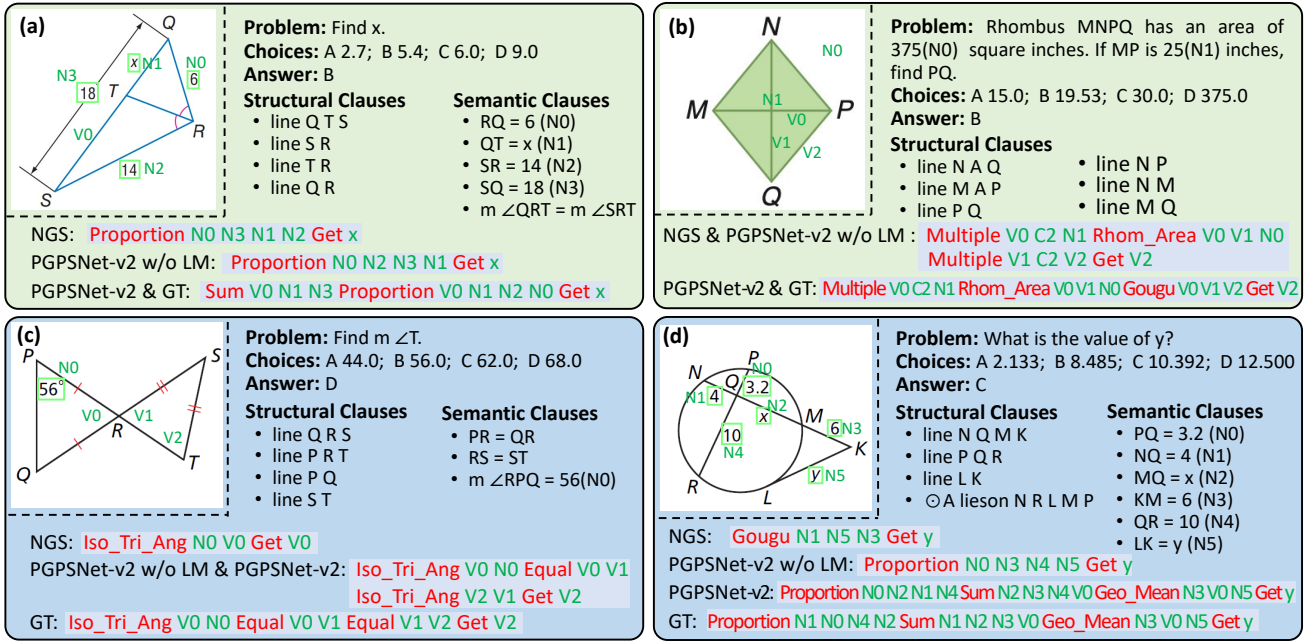 (a)
Q
N0
6
x N1
N3
18
T
V0
R
14 N2
S
Problem: Find x.
Choices: A 2.7; B 5.4; C 6.0; D 9.0
Answer: B
Structural Clauses
• line Q T S
• line S R
• line T R
• line Q R
Semantic Clauses
• RQ = 6 (N0)
• QT = x (N1)
• SR = 14 (N2)
• SQ = 18 (N3)
• m ∠QRT = m ∠SRT
NGS: Proportion N0 N3 N1 N2 Get x
PGPSNet-v2 w/o LM: Proportion N0 N2 N3 N1 Get x
PGPSNet-v2 & GT: Sum V0 N1 N3 Proportion V0 N1 N2 N0 Get x
(b)
N
N0
N1
M
V0
P
V1
V2
Q
Problem: Rhombus MNPQ has an area of
375(N0) square inches. If MP is 25(N1) inches,
find PQ.
Choices: A 15.0; B 19.53; C 30.0; D 375.0
Answer: B
Structural Clauses
• line N A Q
• line M A P
• line P Q
• line N P
• line N M
• line M Q
NGS & PGPSNet-v2 w/o LM : Multiple V0 C2 N1 Rhom_Area V0 V1 N0
Multiple V1 C2 V2 Get V2
PGPSNet-v2 & GT: Multiple V0 C2 N1 Rhom_Area V0 V1 N0 Gougu V0 V1 V2 Get V2
(c)
P
N0
56°
S
V0
V1
R
V2
Q
T
Problem: Find m ∠T.
Choices: A 44.0; B 56.0; C 62.0; D 68.0
Answer: D
Structural Clauses
• line Q R S
• line P R T
• line P Q
• line S T
Semantic Clauses
• PR = QR
• RS = ST
• m ∠RPQ = 56(N0)
NGS: Iso_Tri_Ang N0 V0 Get V0
PGPSNet-v2 w/o LM & PGPSNet-v2: Iso_Tri_Ang V0 N0 Equal V0 V1
Iso_Tri_Ang V2 V1 Get V2
GT: Iso_Tri_Ang V0 N0 Equal V0 V1 Equal V1 V2 Get V2
(d)
P
N
N0
Q
3.2
N1
4
N2
x
M
6 N3
10
N4
K
y N5
R
L
Problem: What is the value of y?
Choices: A 2.133; B 8.485; C 10.392; D 12.500
Answer: C
Structural Clauses
• line N Q M K
• line P Q R
• line L K
• ⊙A lieson N R L M P
Semantic Clauses
• PQ = 3.2 (N0)
• NQ = 4 (N1)
• MQ = x (N2)
• KM = 6 (N3)
• QR = 10 (N4)
• LK = y (N5)
NGS: Gougu N1 N5 N3 Get y
PGPSNet-v2 w/o LM: Proportion N0 N3 N4 N5 Get y
PGPSNet-v2: Proportion N0 N2 N1 N4 Sum N2 N3 N4 V0 Geo_Mean N3 V0 N5 Get y
GT: Proportion N1 N0 N4 N2 Sum N1 N2 N3 V0 Geo_Mean N3 V0 N5 Get y